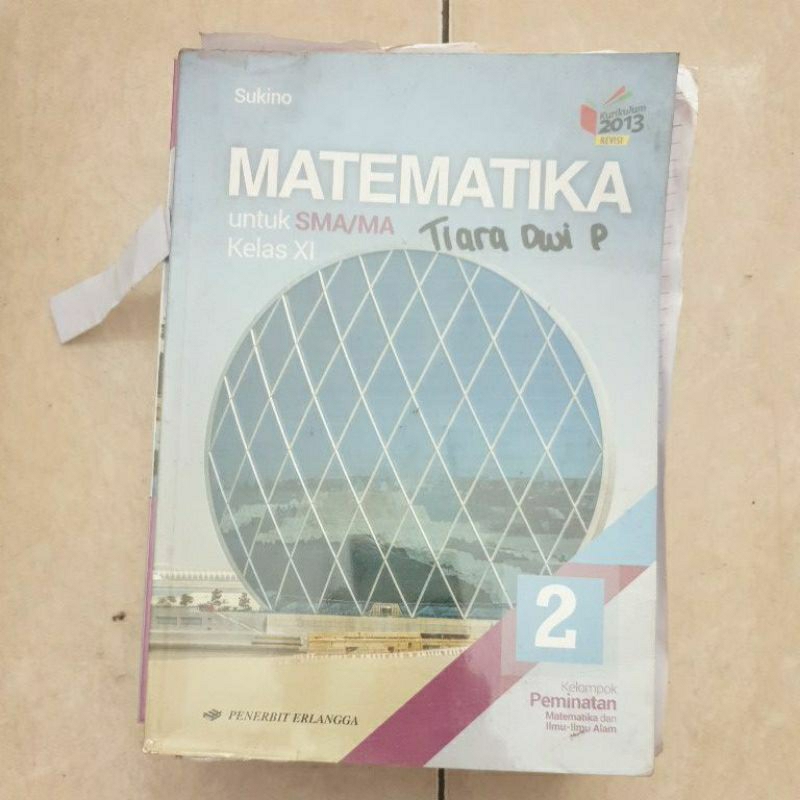 Sukino
Kurikulum
2013
REVISI
MATEMATIKA
untuk SMA/MA
Kelas XI
Tiara Dwi P
2
Kelompok
Peminatan
Matematika dan
Ilmu-Ilmu Alam
PENERBIT ERLANGGA